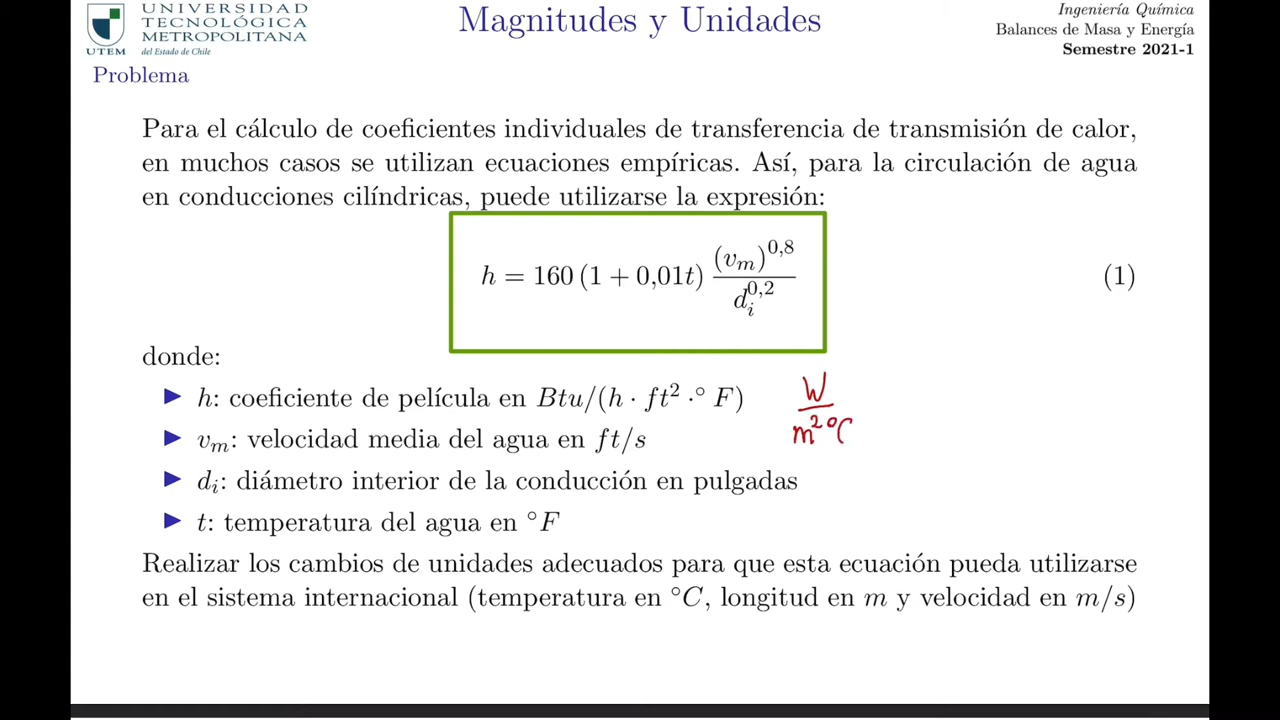 UTEM
UNIVERSIDAD
TECNOLÓGICA
METROPOLITANA
del Estado de Chile
Magnitudes y Unidades
Ingeniería Química
Balances de Masa y Energía
Semestre 2021-1
Problema
Para el cálculo de coeficientes individuales de transferencia de transmisión de calor,
en muchos casos se utilizan ecuaciones empíricas. Así, para la circulación de agua
en conducciones cilíndricas, puede utilizarse la expresión:
h = 160 (1 + 0,01t) (v_m)^0,8 / d_i^0,2 (1)
donde:
▶ h: coeficiente de película en Btu/(h · ft² ·° F)
W / m² °C
▶ v_m: velocidad media del agua en ft/s
▶ d_i: diámetro interior de la conducción en pulgadas
▶ t: temperatura del agua en °F
Realizar los cambios de unidades adecuados para que esta ecuación pueda utilizarse
en el sistema internacional (temperatura en °C, longitud en m y velocidad en m/s)